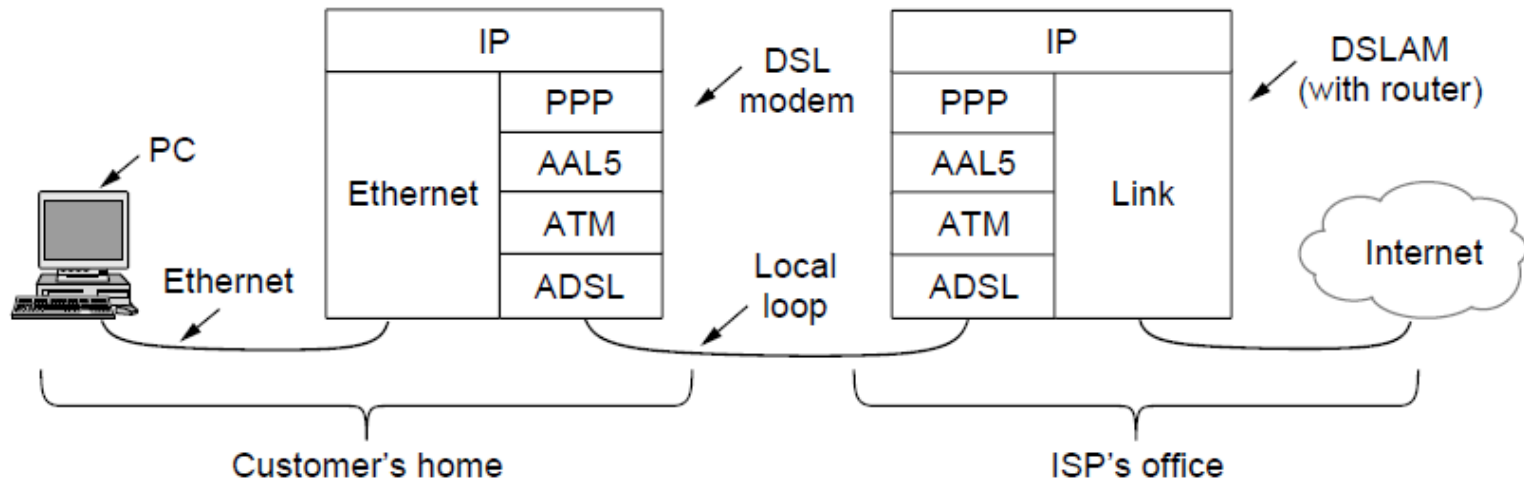 IP
IP
DSL
modem
DSLAM
(with router)
PPP
PPP
PC
AAL5
AAL5
Ethernet
Link
ATM
ATM
Internet
Ethernet
Local
loop
ADSL
ADSL
Customer's home
ISP's office